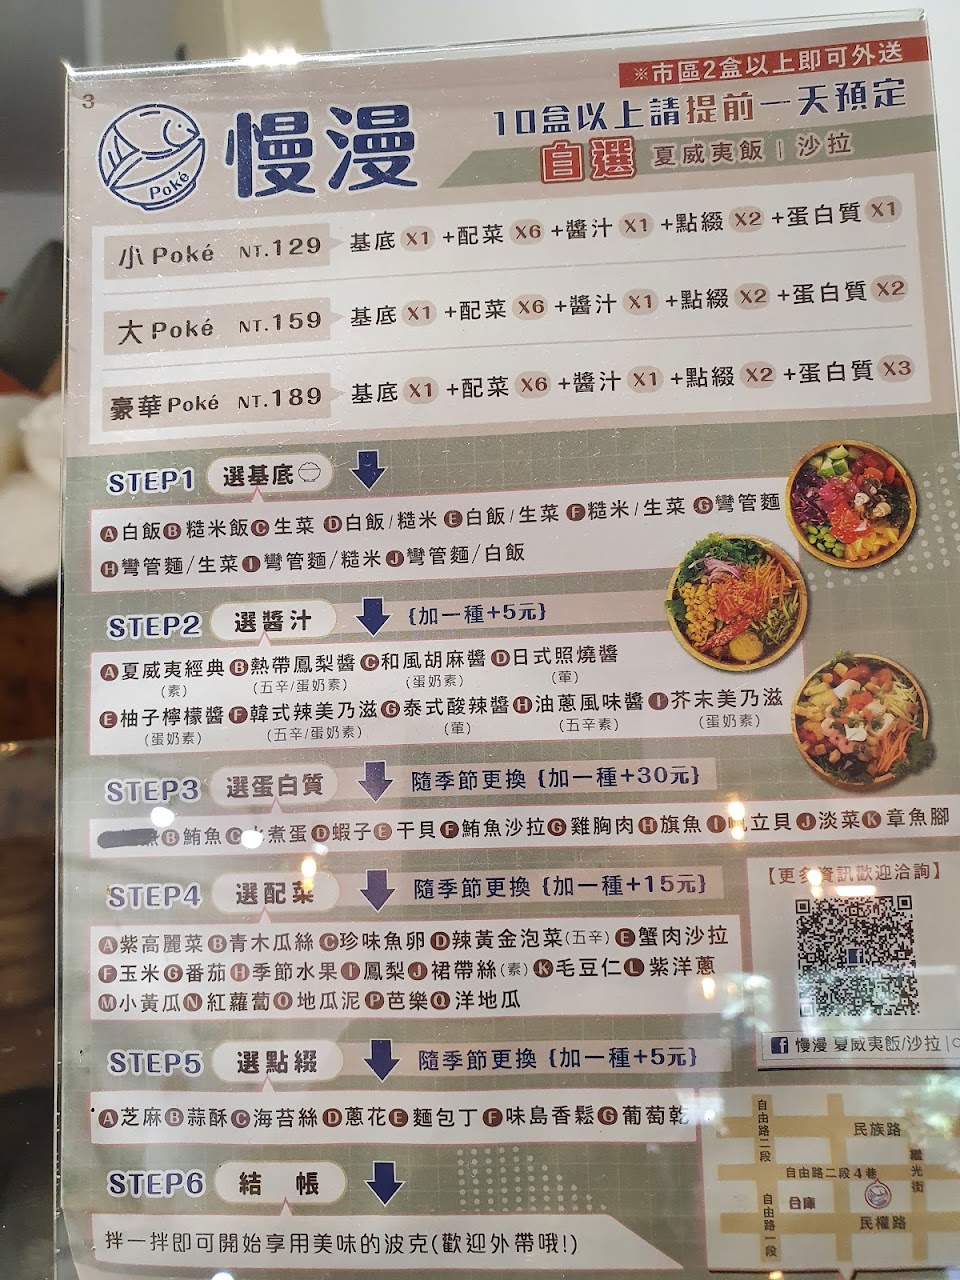 ※市區2盒以上即可外送
3
慢漫
Poké
10盒以上請提前一天預定
自選 夏威夷飯 | 沙拉
小 Poké NT.129 基底 X1 +配菜 X6 +醬汁 X1 +點綴 X2 +蛋白質 X1
大 Poké NT.159 基底 X1 +配菜 X6 +醬汁 X1 +點綴 X2 +蛋白質 X2
豪華 Poké NT.189 基底 X1 +配菜 X6 +醬汁 X1 +點綴 X2 +蛋白質 X3
STEP1 選基底
A白飯 B糙米飯 C生菜 D白飯/糙米 E白飯/生菜 F糙米/生菜 G彎管麵
H彎管麵/生菜 I彎管麵/糙米 J彎管麵/白飯
STEP2 選醬汁 {加一種+5元}
A夏威夷經典 B熱帶鳳梨醬 C和風胡麻醬 D日式照燒醬
(素) (五辛/蛋奶素) (蛋奶素) (葷)
E柚子檸檬醬 F韓式辣美乃滋 G泰式酸辣醬 H油蔥風味醬 I芥末美乃滋
(蛋奶素) (五辛/蛋奶素) (葷) (五辛素) (蛋奶素)
STEP3 選蛋白質 隨季節更換 {加一種+30元}
B鮪魚 C水煮蛋 D蝦子 E干貝 F鮪魚沙拉 G雞胸肉 H旗魚 I帆立貝 J淡菜 K章魚腳
STEP4 選配菜 隨季節更換 {加一種+15元}
A紫高麗菜 B青木瓜絲 C珍味魚卵 D辣黃金泡菜(五辛) E蟹肉沙拉
F玉米 G番茄 H季節水果 I鳳梨 J裙帶絲(素) K毛豆仁 L紫洋蔥
M小黃瓜 N紅蘿蔔 O地瓜泥 P芭樂 Q洋地瓜
【更多資訊歡迎洽詢】
慢漫 夏威夷飯/沙拉
STEP5 選點綴 隨季節更換 {加一種+5元}
A芝麻 B蒜酥 C海苔絲 D蔥花 E麵包丁 F味島香鬆 G葡萄乾
STEP6 結 帳
拌一拌即可開始享用美味的波克(歡迎外帶哦!)
自由路二段
民族路
繼光街
自由路二段4巷
合庫
民權路
自由路一段